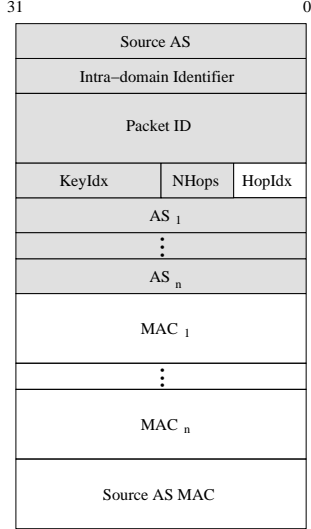 31 0
Source AS
Intra−domain Identifier
Packet ID
KeyIdx NHops HopIdx
AS 1
⋮
AS n
MAC 1
⋮
MAC n
Source AS MAC